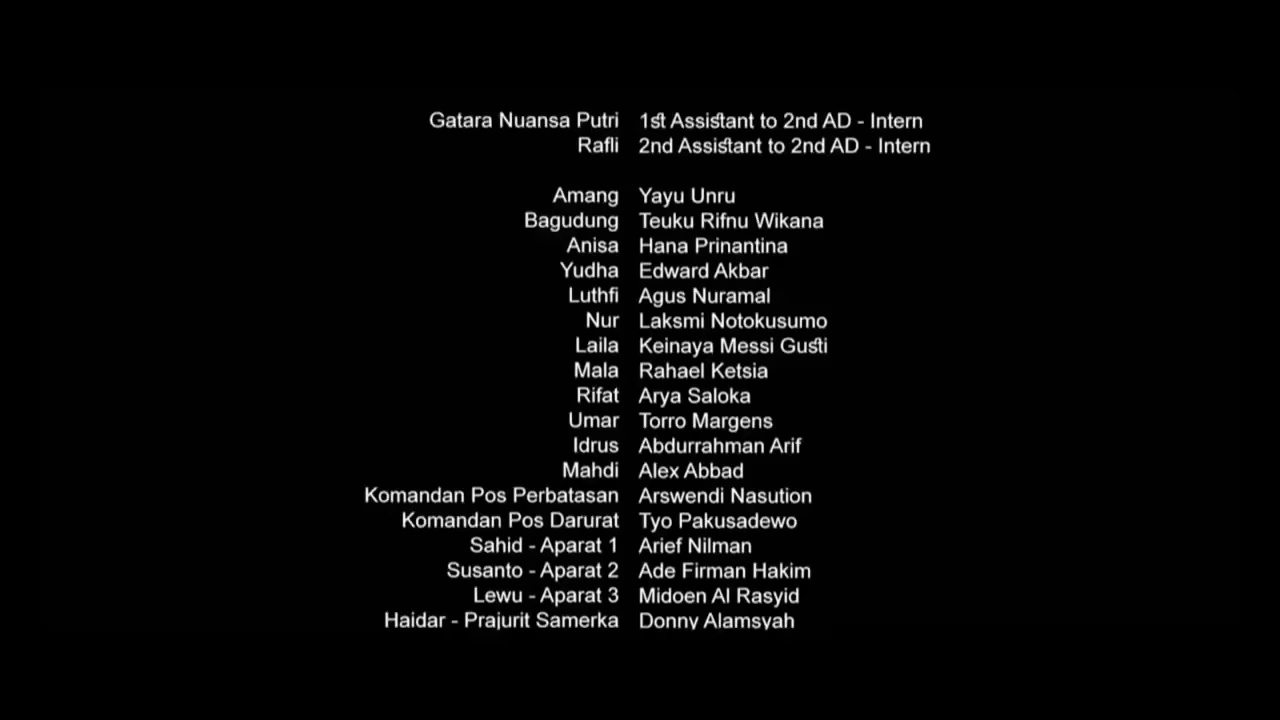 Gatara Nuansa Putri 1st Assistant to 2nd AD - Intern
Rafli 2nd Assistant to 2nd AD - Intern
Amang Yayu Unru
Bagudung Teuku Rifnu Wikana
Anisa Hana Prinantina
Yudha Edward Akbar
Luthfi Agus Nuramal
Nur Laksmi Notokusumo
Laila Keinaya Messi Gusti
Mala Rahael Ketsia
Rifat Arya Saloka
Umar Torro Margens
Idrus Abdurrahman Arif
Mahdi Alex Abbad
Komandan Pos Perbatasan Arswendi Nasution
Komandan Pos Darurat Tyo Pakusadewo
Sahid - Aparat 1 Arief Nilman
Susanto - Aparat 2 Ade Firman Hakim
Lewu - Aparat 3 Midoen Al Rasyid
Haidar - Prajurit Samerka Donny Alamsyah